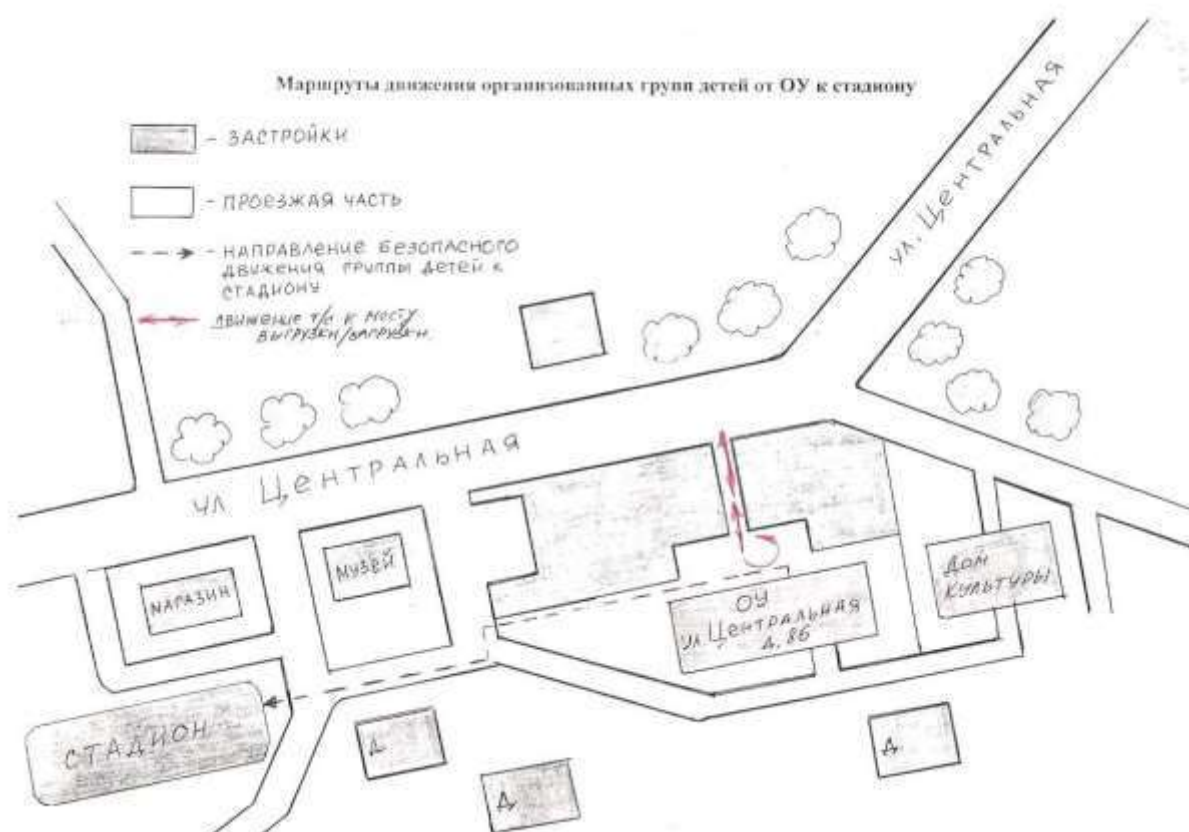 Маршруты движения организованных групп детей от ОУ к стадиону
- ЗАСТРОЙКИ
- ПРОЕЗЖАЯ ЧАСТЬ
- НАПРАВЛЕНИЕ БЕЗОПАСНОГО
ДВИЖЕНИЯ ГРУППЫ ДЕТЕЙ К
СТАДИОНУ
ДВИЖЕНИЕ Т/С К МЕСТУ
ВЫГРУЗКИ/ЗАГРУЗКИ
УЛ. ЦЕНТРАЛЬНАЯ
УЛ ЦЕНТРАЛЬНАЯ
МАГАЗИН
МУЗЕЙ
ОУ
УЛ. ЦЕНТРАЛЬНАЯ
Д. 86
ДОМ
КУЛЬТУРЫ
СТАДИОН
Д.
Д.
Д.